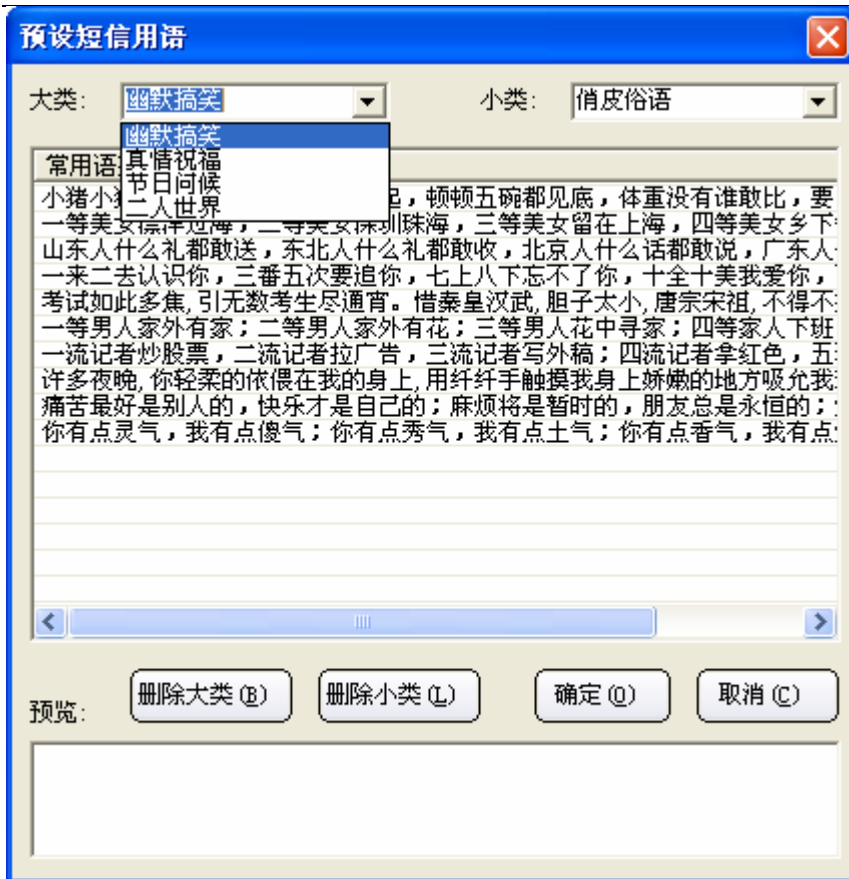 预设短信用语
大类: 幽默搞笑 小类: 俏皮俗语
幽默搞笑
真情祝福
节日问候
二人世界
常用语
小猪小 起，顿顿五碗都见底，体重没有谁敢比，要
一等美女漂洋过海，二等美女深圳珠海，三等美女留在上海，四等美女乡下
山东人什么礼都敢送，东北人什么礼都敢收，北京人什么话都敢说，广东人
一来二去认识你，三番五次要追你，七上八下忘不了你，十全十美我爱你，
考试如此多焦,引无数考生尽通宵。惜秦皇汉武,胆子太小,唐宗宋祖,不得不
一等男人家外有家；二等男人家外有花；三等男人花中寻家；四等家人下班
一流记者炒股票，二流记者拉广告，三流记者写外稿；四流记者拿红色，五
许多夜晚,你轻柔的依偎在我的身上,用纤纤手触摸我身上娇嫩的地方吸允我
痛苦最好是别人的，快乐才是自己的；麻烦将是暂时的，朋友总是永恒的；
你有点灵气，我有点傻气；你有点秀气，我有点土气；你有点香气，我有点
删除大类(B) 删除小类(L) 确定(O) 取消(C)
预览: